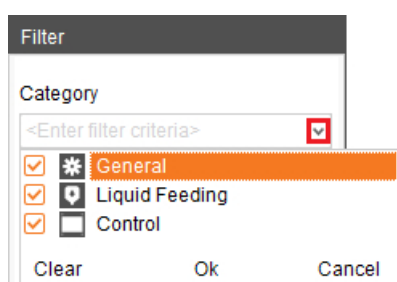 Filter
Category
<Enter filter criteria>
General
Liquid Feeding
Control
Clear Ok Cancel